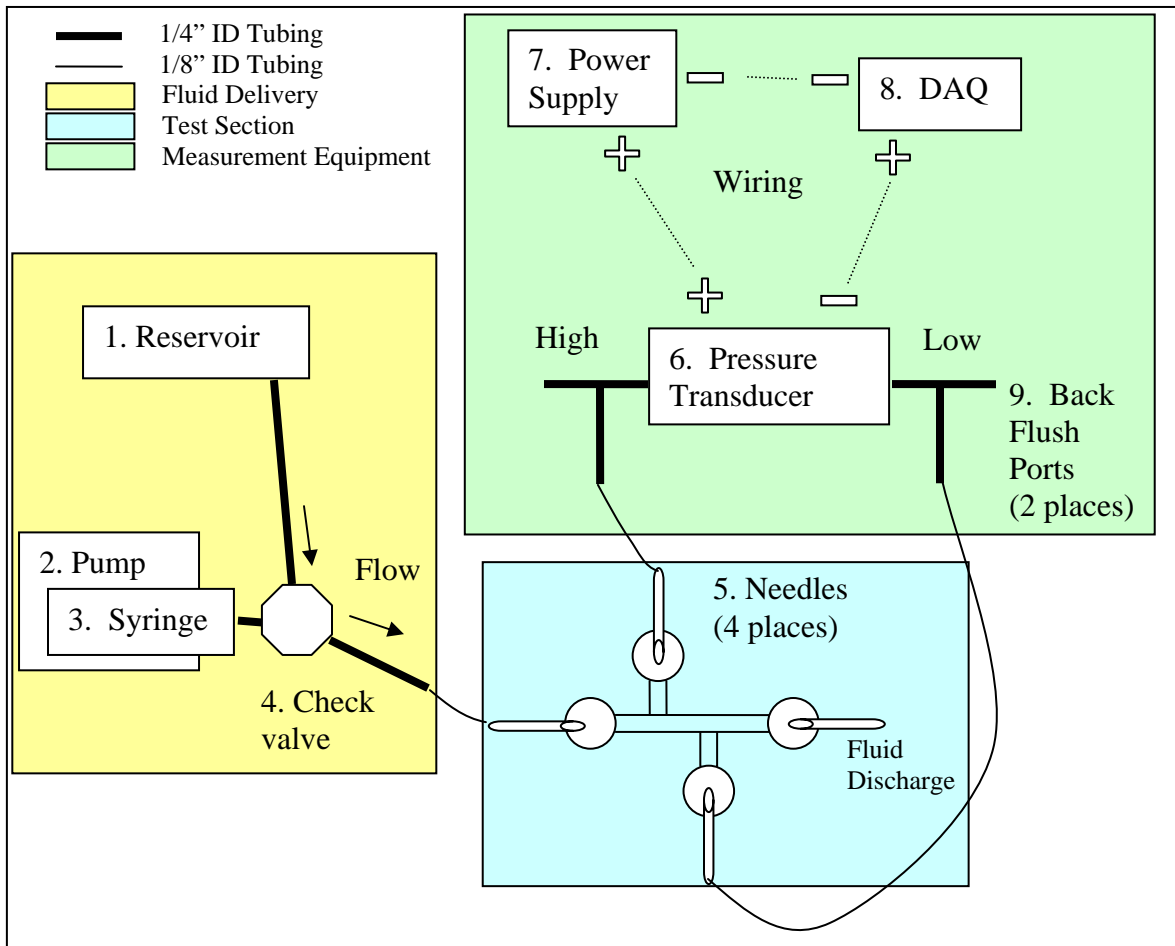 1/4” ID Tubing
1/8” ID Tubing
Fluid Delivery
Test Section
Measurement Equipment
7. Power
Supply
8. DAQ
Wiring
High
Low
6. Pressure
Transducer
9. Back
Flush
Ports
(2 places)
1. Reservoir
Flow
2. Pump
3. Syringe
4. Check
valve
5. Needles
(4 places)
Fluid
Discharge